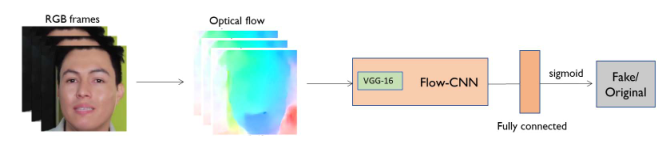 RGB frames
Optical flow
VGG-16
Flow-CNN
sigmoid
Fake/
Original
Fully connected